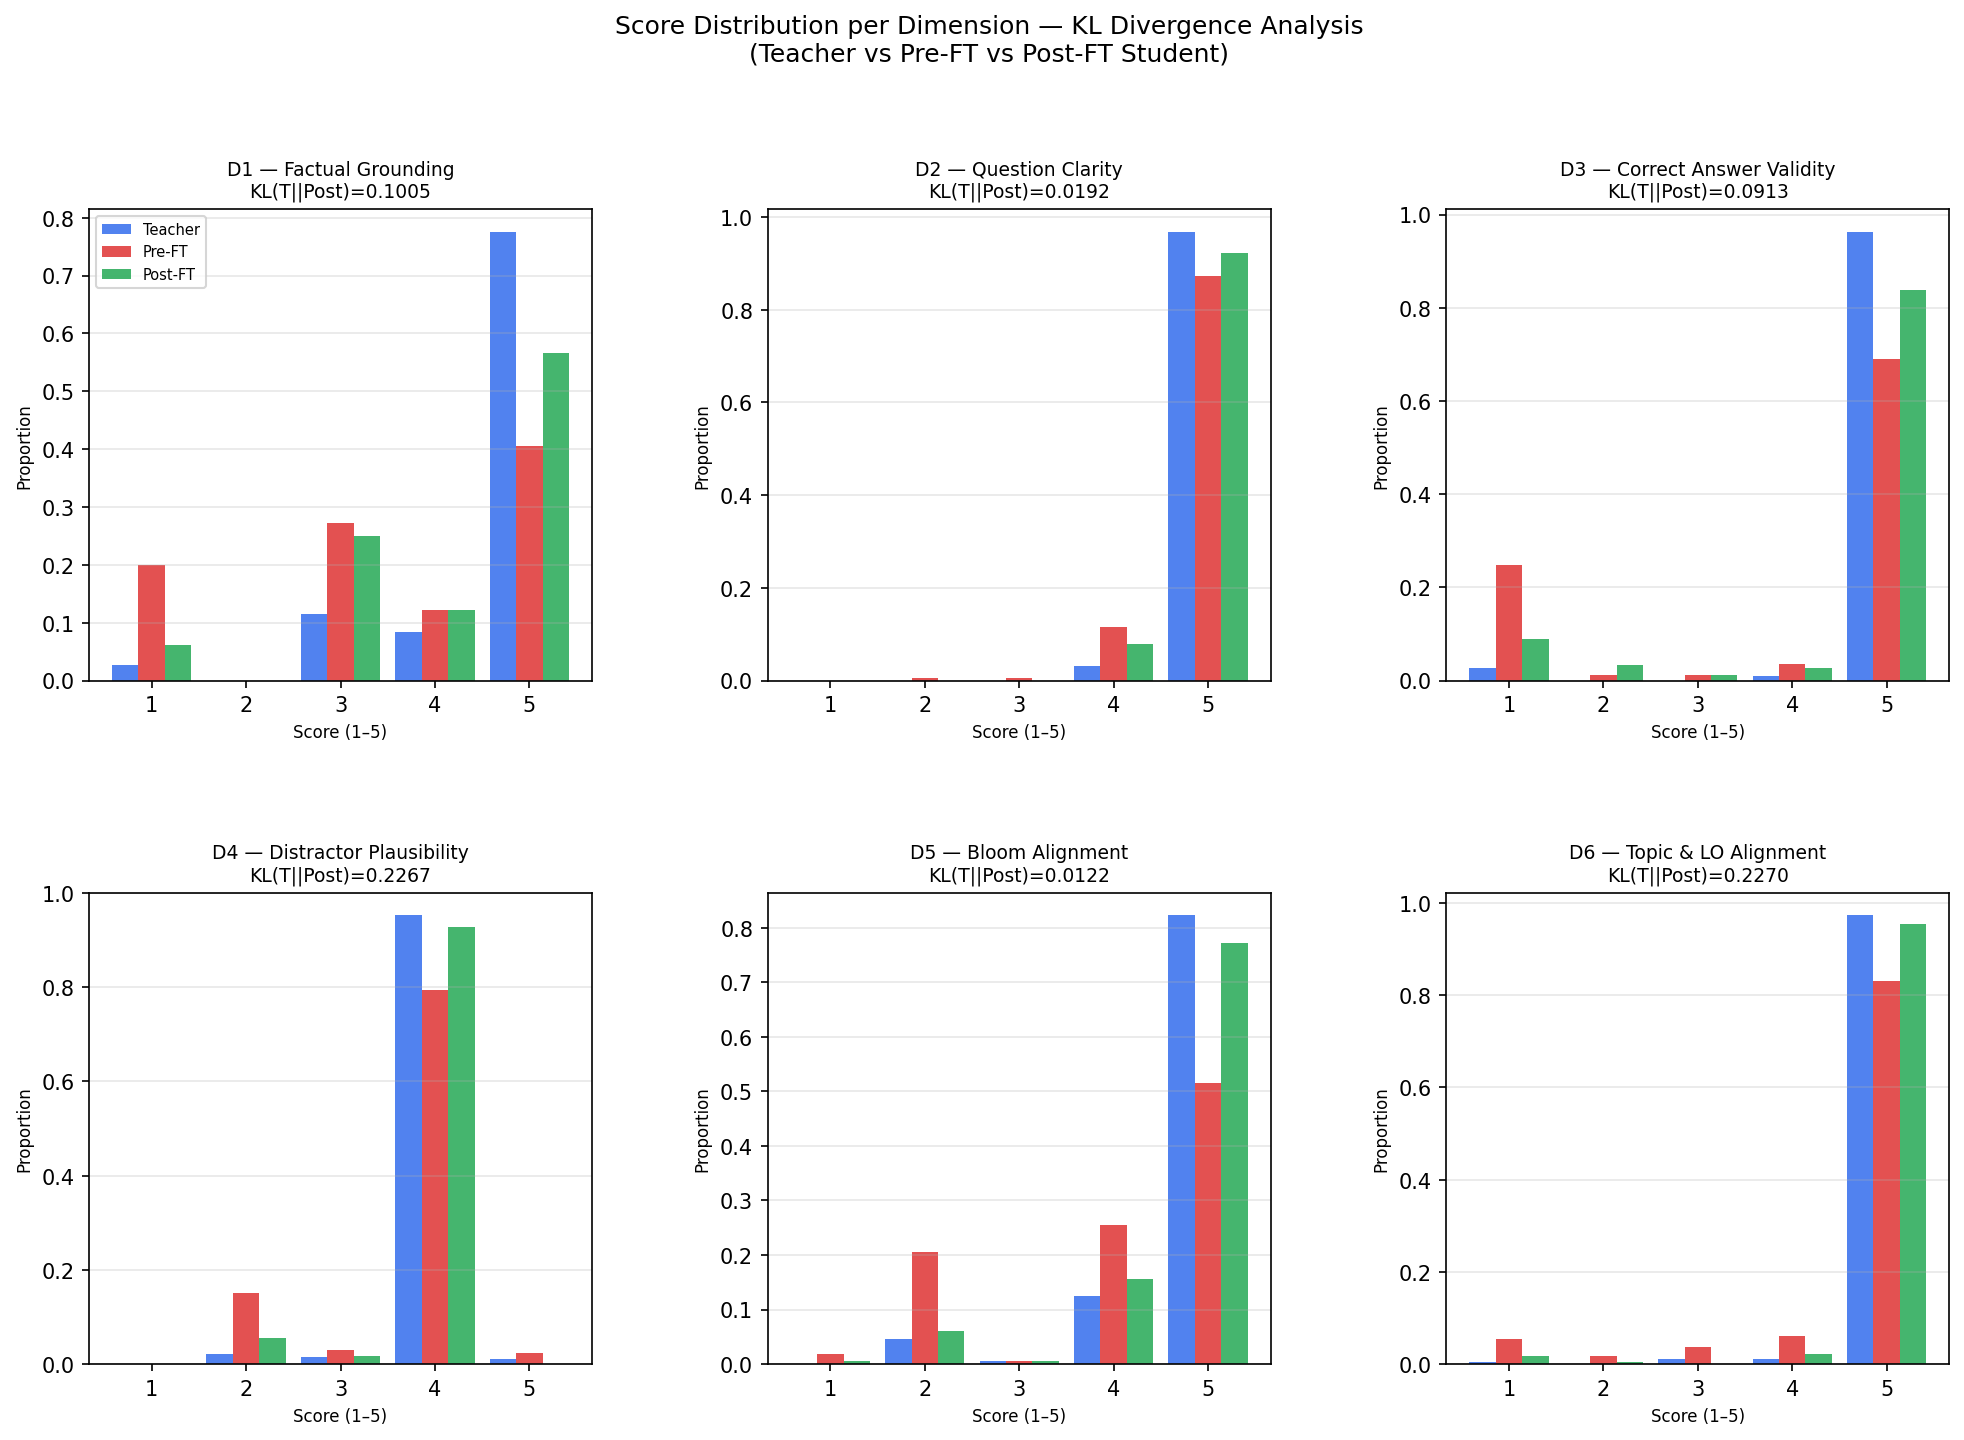 Score Distribution per Dimension — KL Divergence Analysis
(Teacher vs Pre-FT vs Post-FT Student)
D1 — Factual Grounding
KL(T||Post)=0.1005
0.8
0.7
0.6
0.5
0.4
0.3
0.2
0.1
0.0
Proportion
Teacher
Pre-FT
Post-FT
1 2 3 4 5
Score (1–5)
D2 — Question Clarity
KL(T||Post)=0.0192
1.0
0.8
0.6
0.4
0.2
0.0
Proportion
1 2 3 4 5
Score (1–5)
D3 — Correct Answer Validity
KL(T||Post)=0.0913
1.0
0.8
0.6
0.4
0.2
0.0
Proportion
1 2 3 4 5
Score (1–5)
D4 — Distractor Plausibility
KL(T||Post)=0.2267
1.0
0.8
0.6
0.4
0.2
0.0
Proportion
1 2 3 4 5
Score (1–5)
D5 — Bloom Alignment
KL(T||Post)=0.0122
0.8
0.7
0.6
0.5
0.4
0.3
0.2
0.1
0.0
Proportion
1 2 3 4 5
Score (1–5)
D6 — Topic & LO Alignment
KL(T||Post)=0.2270
1.0
0.8
0.6
0.4
0.2
0.0
Proportion
1 2 3 4 5
Score (1–5)